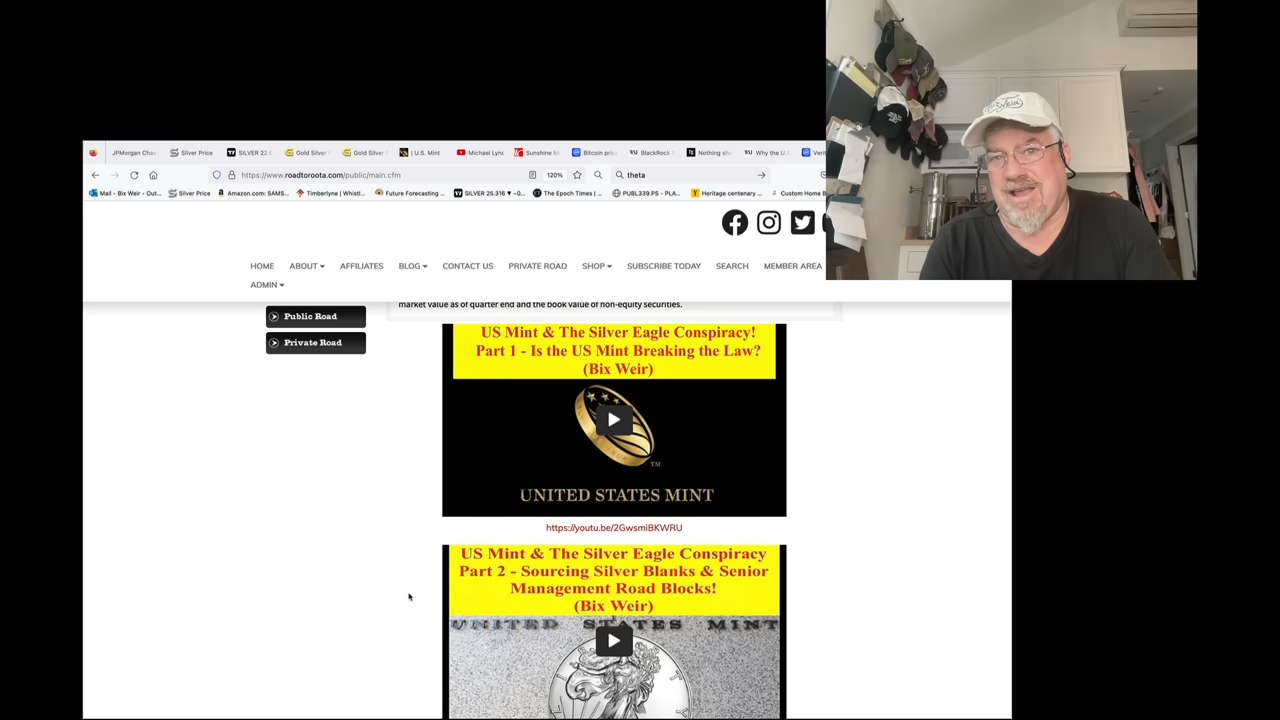 JPMorgan Cha
Silver Price
SILVER 22.
Gold Silver
Gold Silver
| U.S. Mint
Michael Lync
Sunshine M
Bitcoin price
BlackRock
Nothing sh
Why the U.S
Verit
https://www.roadtoroota.com/public/main.cfm
120%
theta
Mail - Bix Weir - Out...
Silver Price
Amazon.com: SAMS...
Timberlyne | Whistl...
Future Forecasting ...
SILVER 25.316 ▼ −0...
The Epoch Times | ...
PUBL339.PS - PLA...
Heritage centenary ...
Custom Home B
HOME
ABOUT
AFFILIATES
BLOG
CONTACT US
PRIVATE ROAD
SHOP
SUBSCRIBE TODAY
SEARCH
MEMBER AREA
ADMIN
market value as of quarter end and the book value of non-equity securities.
Public Road
Private Road
US Mint & The Silver Eagle Conspiracy!
Part 1 - Is the US Mint Breaking the Law?
(Bix Weir)
TM
UNITED STATES MINT
https://youtu.be/2GwsmiBKWRU
US Mint & The Silver Eagle Conspiracy
Part 2 - Sourcing Silver Blanks & Senior
Management Road Blocks!
(Bix Weir)
UNITED STATES MINT